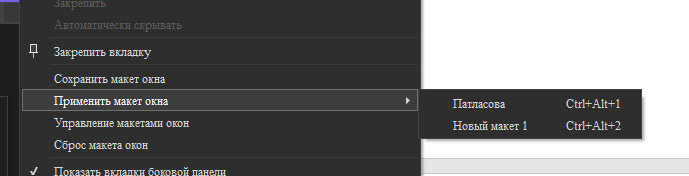 Закрепить
Автоматически скрывать
Закрепить вкладку
Сохранить макет окна
Применить макет окна
Патласова Ctrl+Alt+1
Управление макетами окон
Новый макет 1 Ctrl+Alt+2
Сброс макета окон
Показать вкладки боковой панели